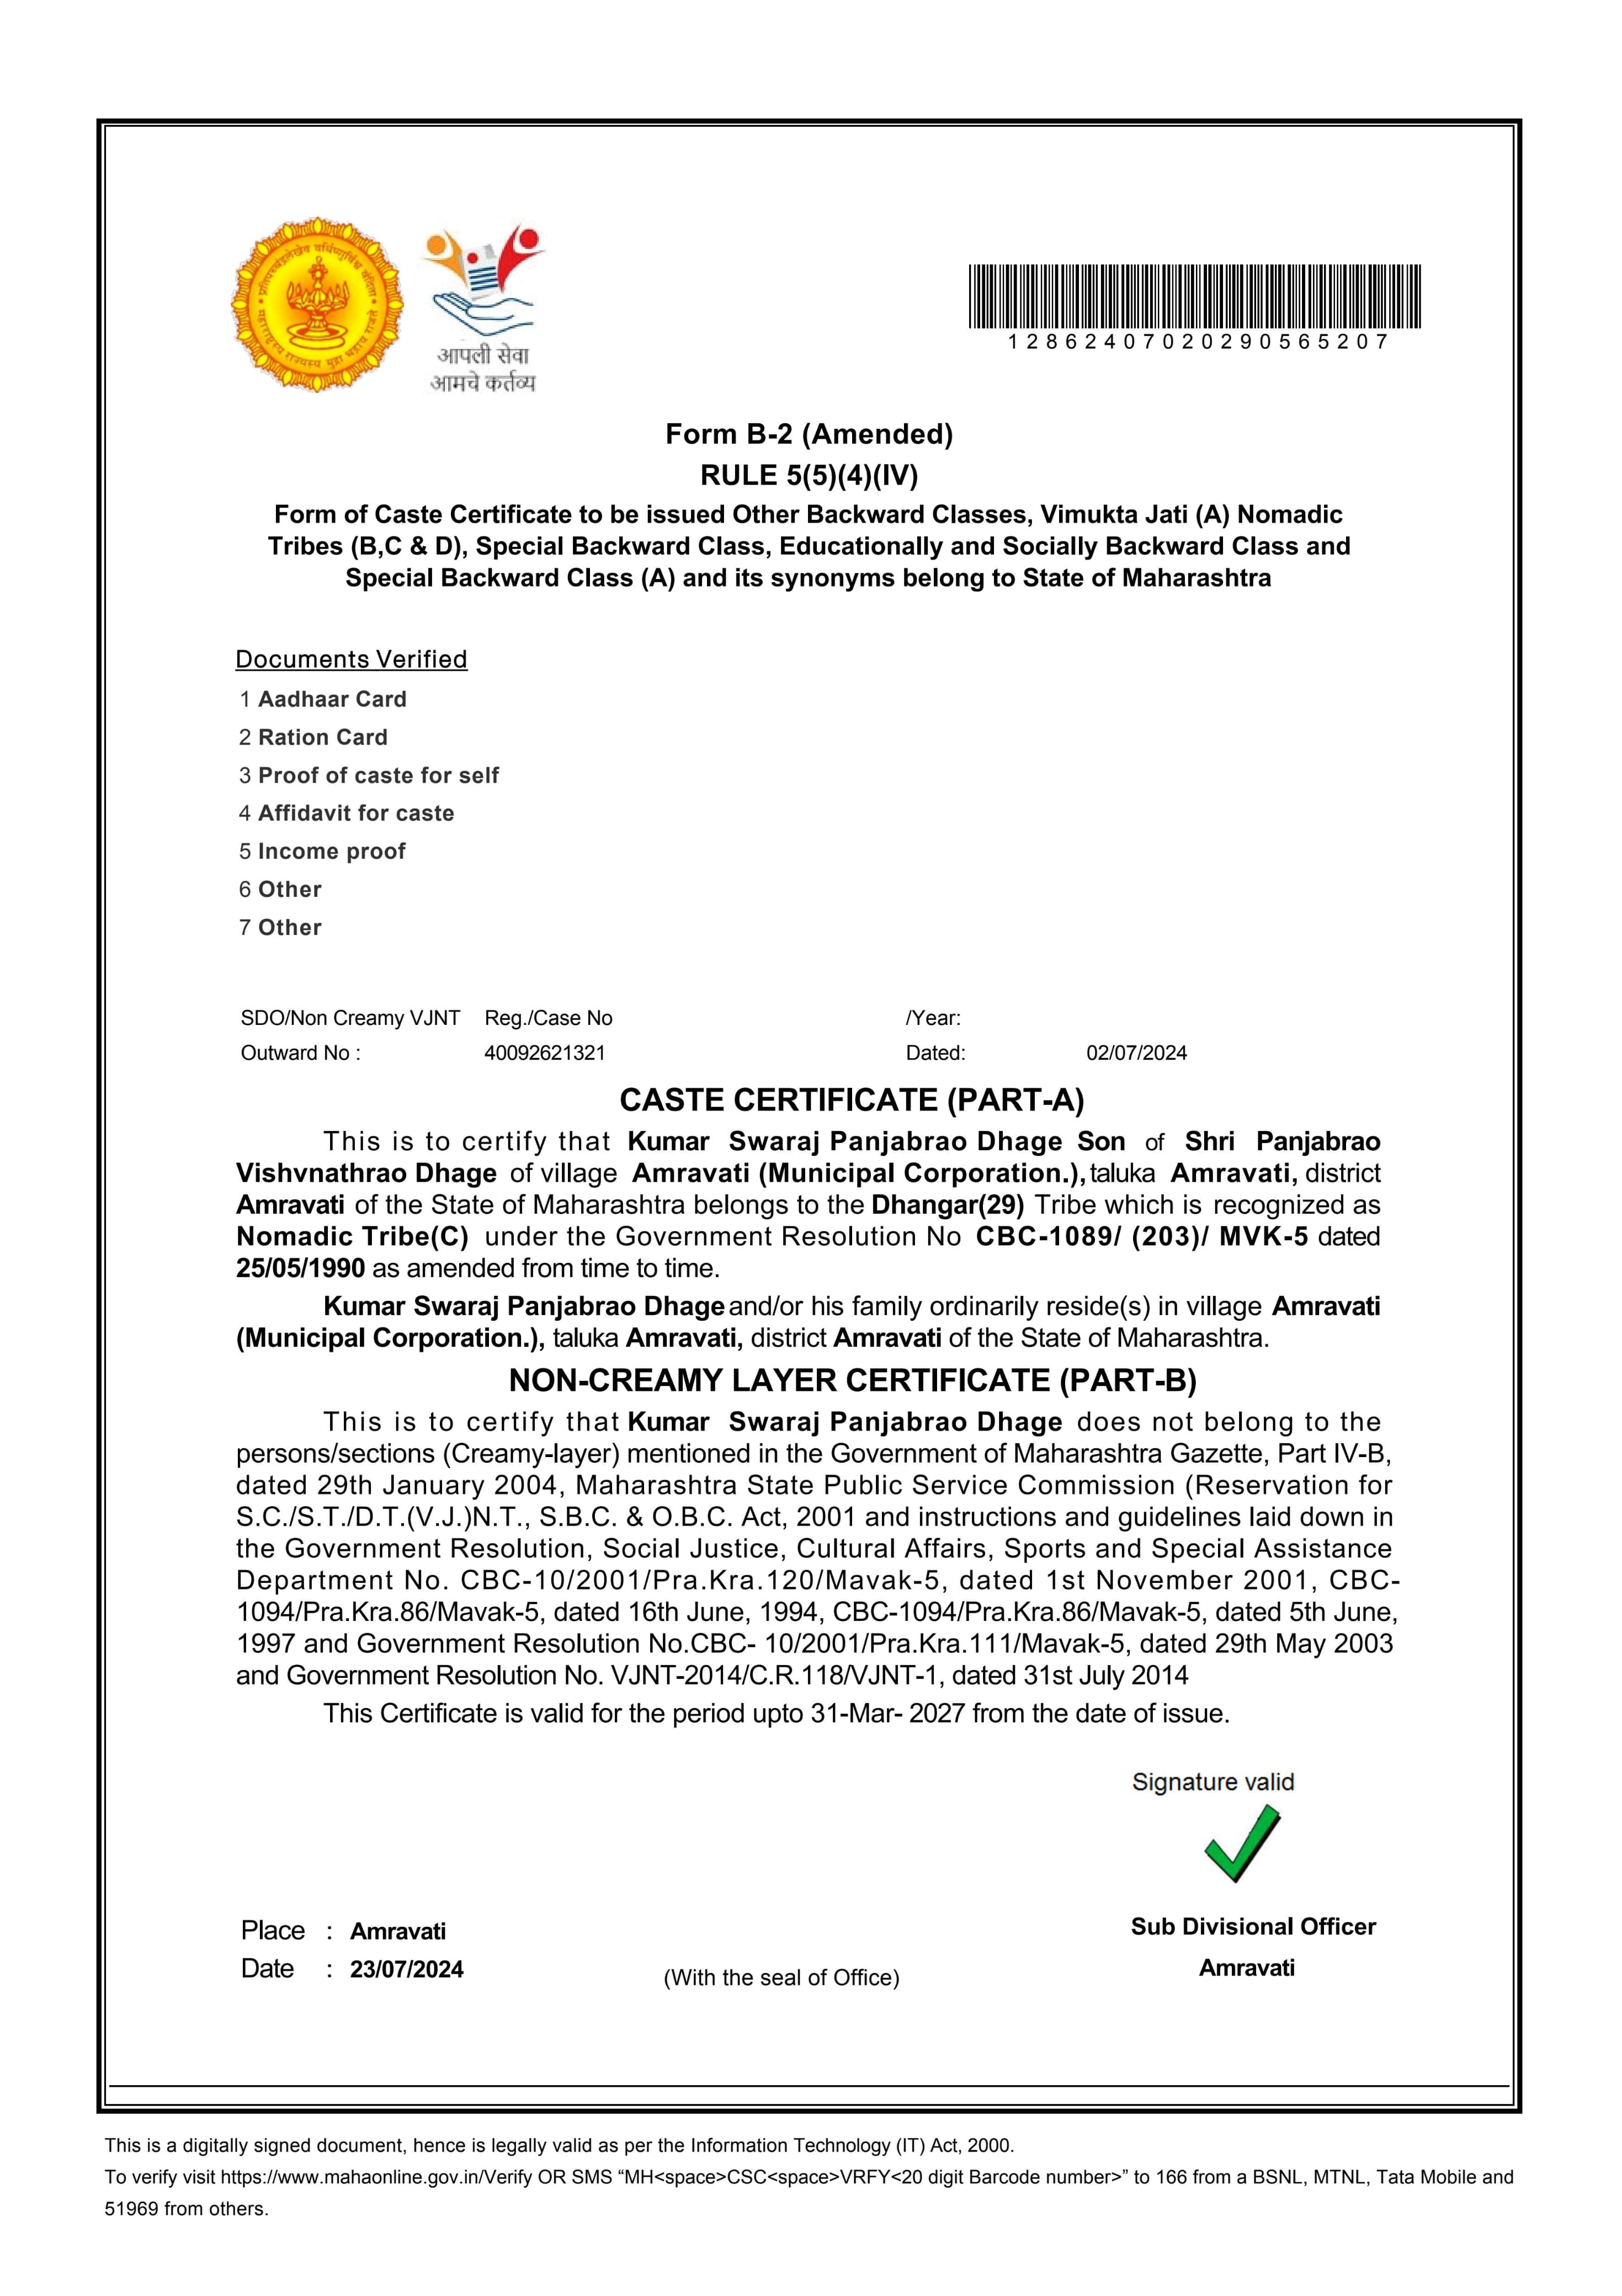 आपली सेवा
आमचे कर्तव्य
12862407020290565207
Form B-2 (Amended)
RULE 5(5)(4)(IV)
Form of Caste Certificate to be issued Other Backward Classes, Vimukta Jati (A) Nomadic
Tribes (B,C & D), Special Backward Class, Educationally and Socially Backward Class and
Special Backward Class (A) and its synonyms belong to State of Maharashtra
Documents Verified
1 Aadhaar Card
2 Ration Card
3 Proof of caste for self
4 Affidavit for caste
5 Income proof
6 Other
7 Other
SDO/Non Creamy VJNT Reg./Case No /Year:
Outward No : 40092621321 Dated: 02/07/2024
CASTE CERTIFICATE (PART-A)
This is to certify that Kumar Swaraj Panjabrao Dhage Son of Shri Panjabrao
Vishvnathrao Dhage of village Amravati (Municipal Corporation.), taluka Amravati, district
Amravati of the State of Maharashtra belongs to the Dhangar(29) Tribe which is recognized as
Nomadic Tribe(C) under the Government Resolution No CBC-1089/ (203)/ MVK-5 dated
25/05/1990 as amended from time to time.
Kumar Swaraj Panjabrao Dhage and/or his family ordinarily reside(s) in village Amravati
(Municipal Corporation.), taluka Amravati, district Amravati of the State of Maharashtra.
NON-CREAMY LAYER CERTIFICATE (PART-B)
This is to certify that Kumar Swaraj Panjabrao Dhage does not belong to the
persons/sections (Creamy-layer) mentioned in the Government of Maharashtra Gazette, Part IV-B,
dated 29th January 2004, Maharashtra State Public Service Commission (Reservation for
S.C./S.T./D.T.(V.J.)N.T., S.B.C. & O.B.C. Act, 2001 and instructions and guidelines laid down in
the Government Resolution, Social Justice, Cultural Affairs, Sports and Special Assistance
Department No. CBC-10/2001/Pra.Kra.120/Mavak-5, dated 1st November 2001, CBC-
1094/Pra.Kra.86/Mavak-5, dated 16th June, 1994, CBC-1094/Pra.Kra.86/Mavak-5, dated 5th June,
1997 and Government Resolution No.CBC- 10/2001/Pra.Kra.111/Mavak-5, dated 29th May 2003
and Government Resolution No. VJNT-2014/C.R.118/VJNT-1, dated 31st July 2014
This Certificate is valid for the period upto 31-Mar- 2027 from the date of issue.
Signature valid
Place : Amravati
Date : 23/07/2024
(With the seal of Office)
Sub Divisional Officer
Amravati
This is a digitally signed document, hence is legally valid as per the Information Technology (IT) Act, 2000.
To verify visit https://www.mahaonline.gov.in/Verify OR SMS “MH<space>CSC<space>VRFY<20 digit Barcode number>” to 166 from a BSNL, MTNL, Tata Mobile and
51969 from others.